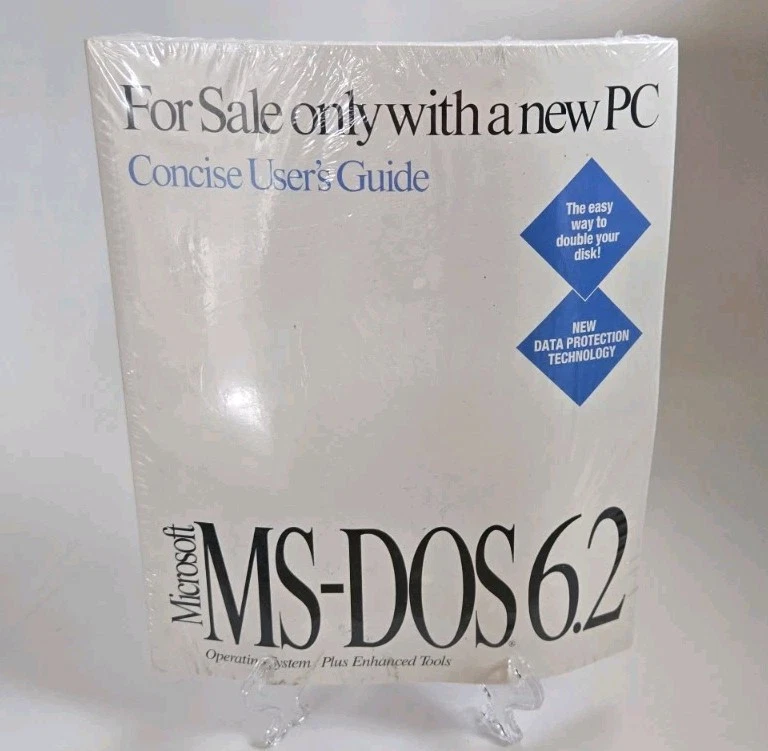 For Sale only with a new PC
Concise User's Guide
The easy
way to
double your
disk!
NEW
DATA PROTECTION
TECHNOLOGY
Microsoft
MS-DOS® 6.2
Plus Enhanced Tools